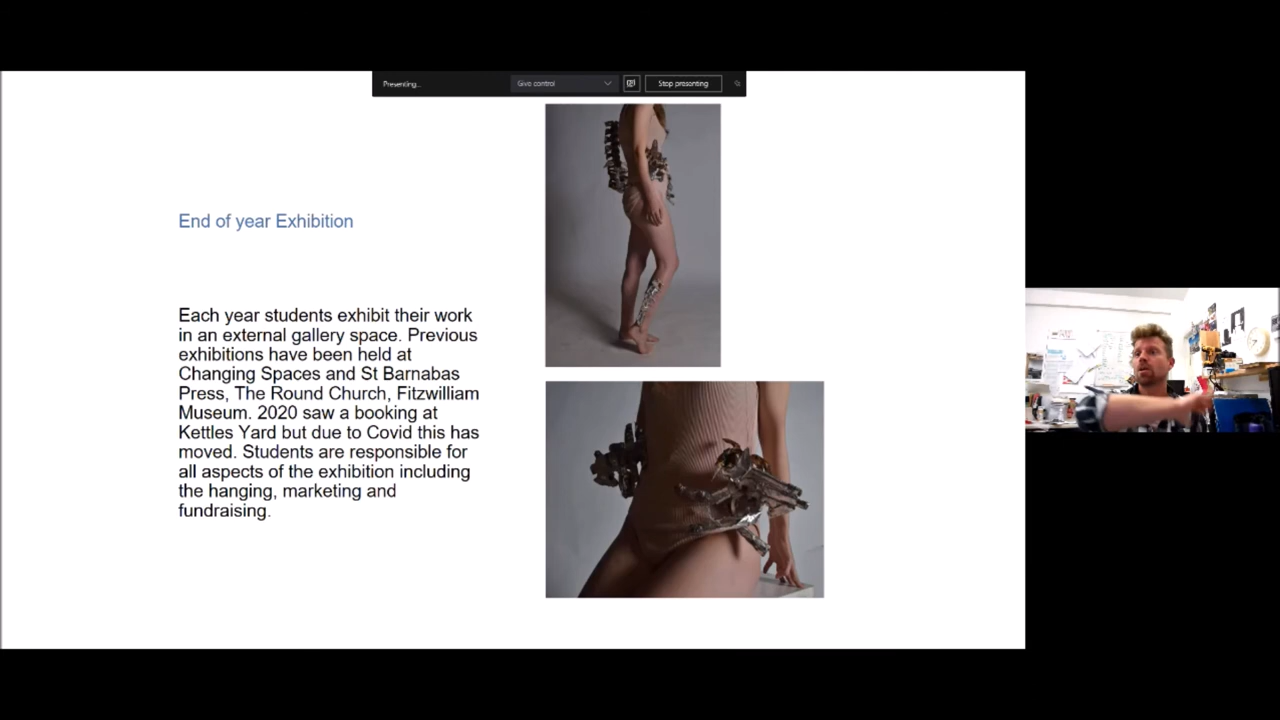 Presenting...
Give control
Stop presenting
End of year Exhibition
Each year students exhibit their work
in an external gallery space. Previous
exhibitions have been held at
Changing Spaces and St Barnabas
Press, The Round Church, Fitzwilliam
Museum. 2020 saw a booking at
Kettles Yard but due to Covid this has
moved. Students are responsible for
all aspects of the exhibition including
the hanging, marketing and
fundraising.